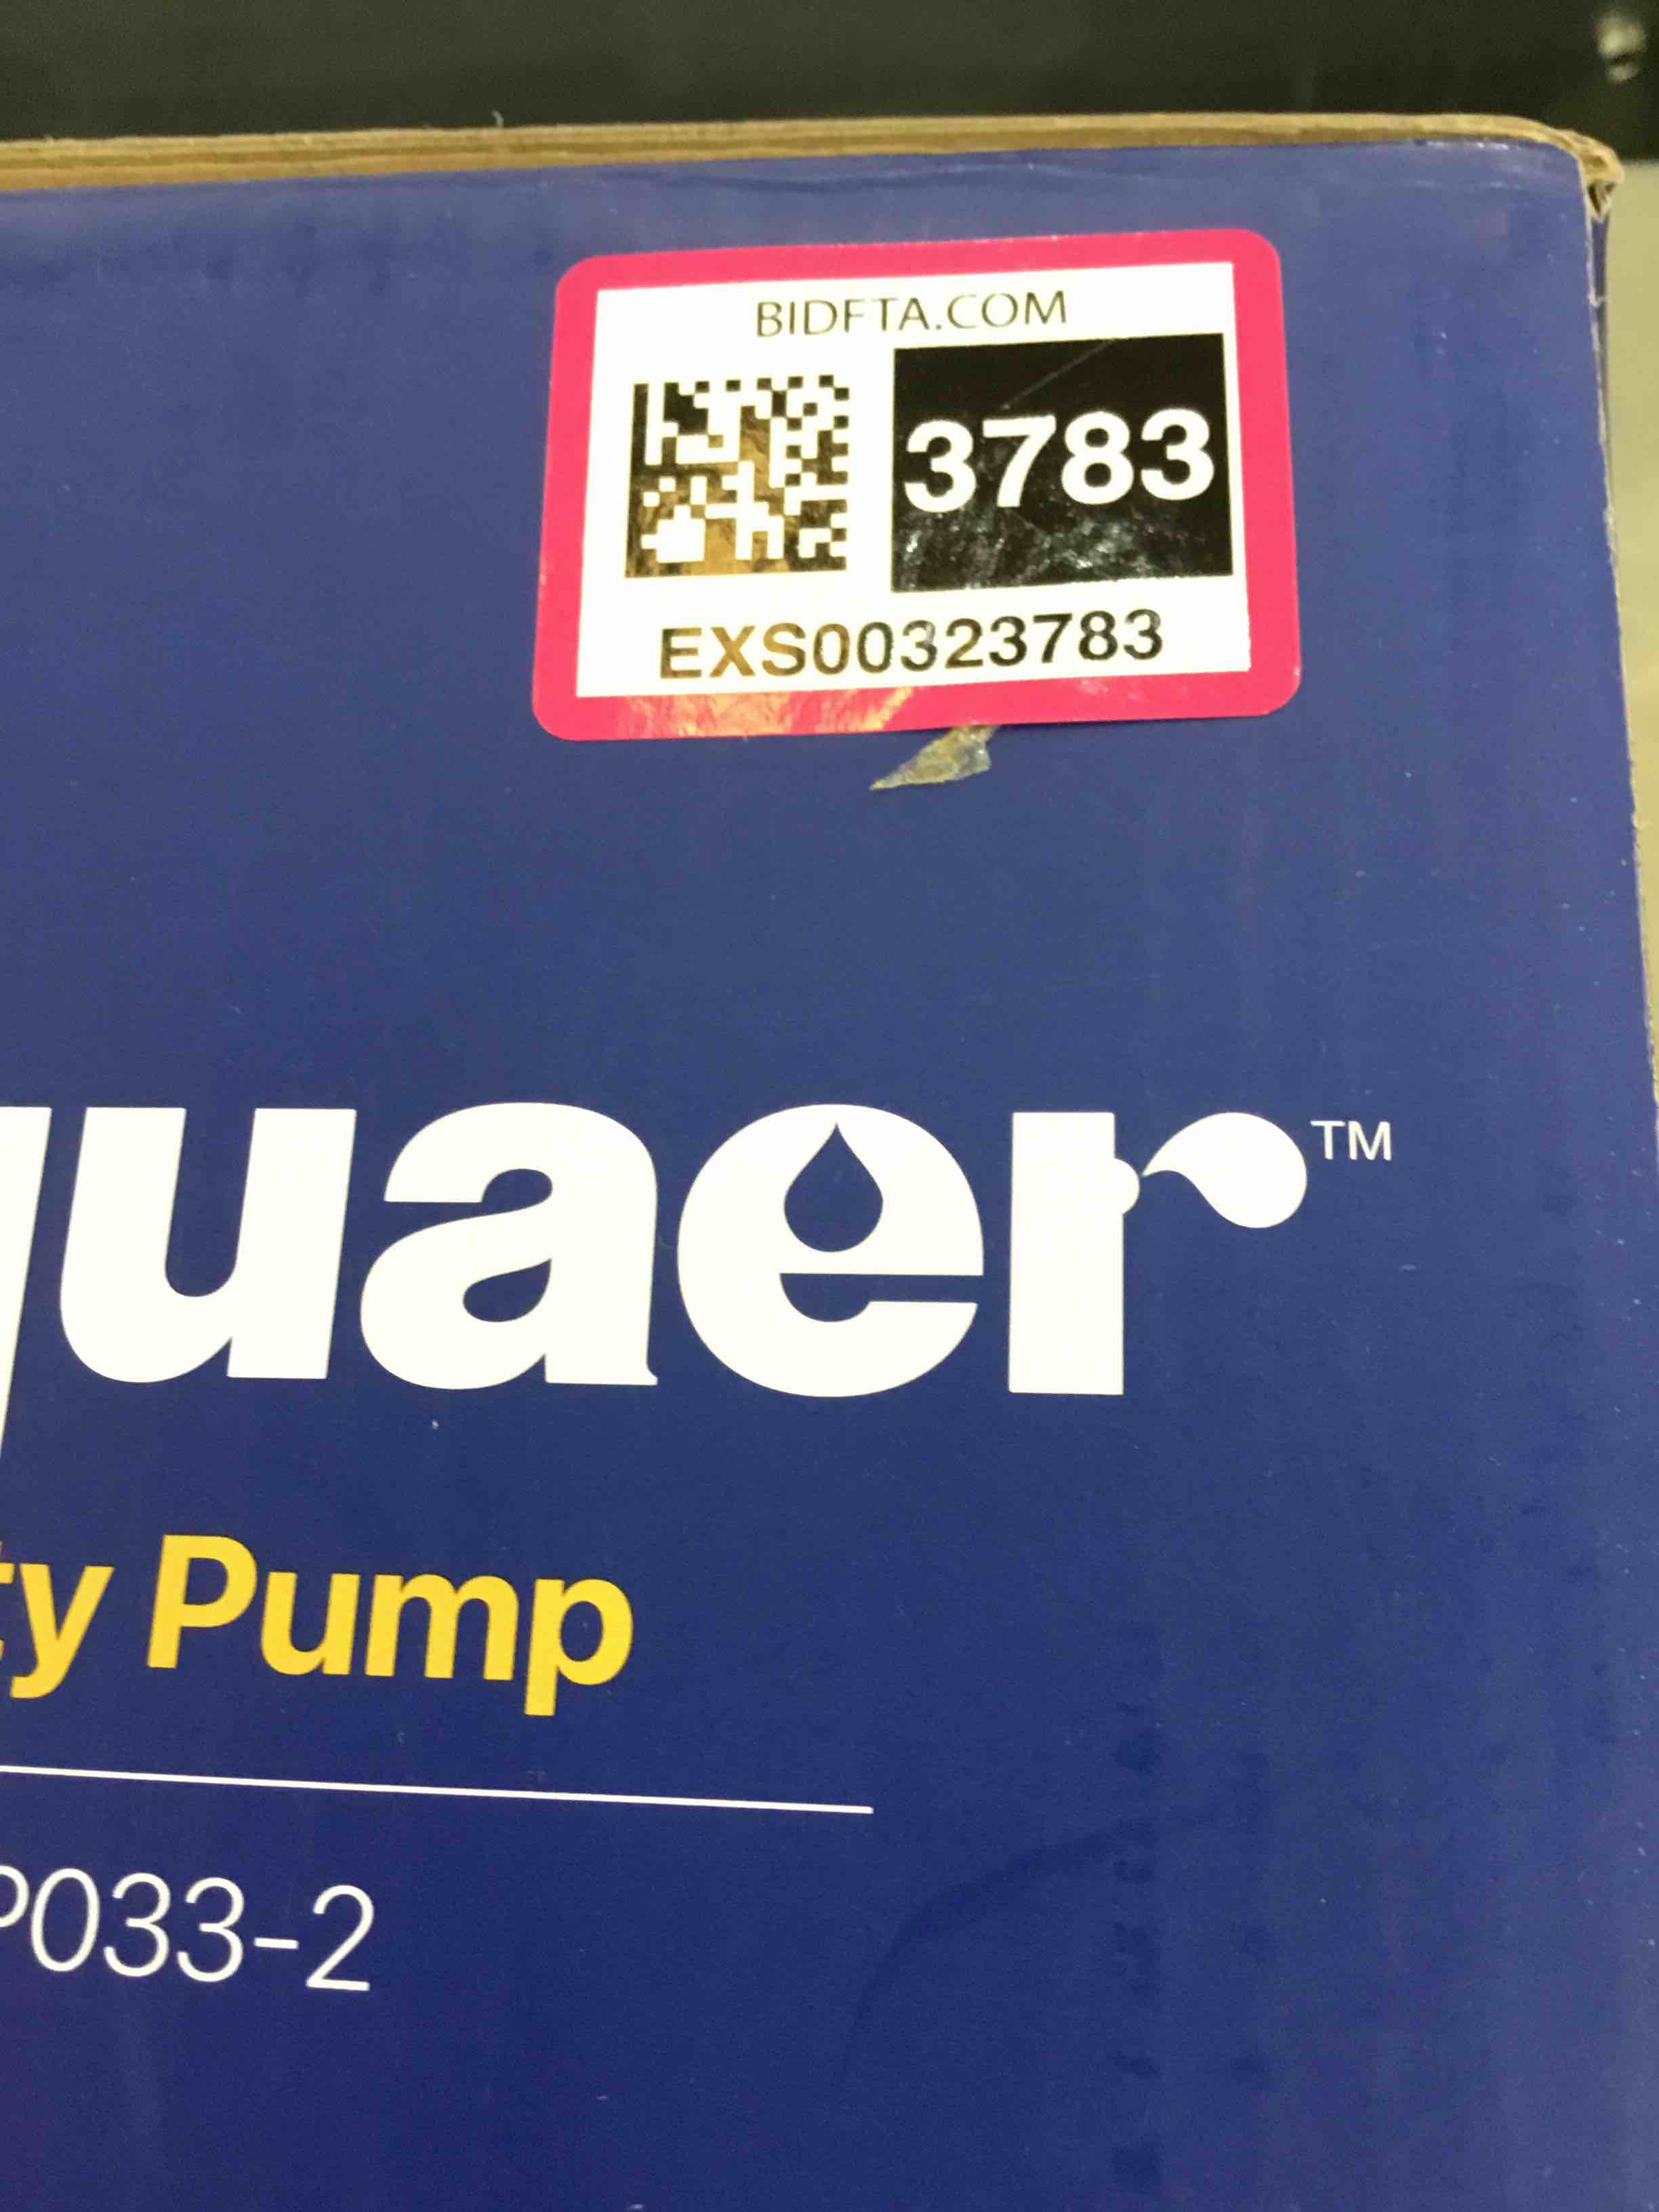 BIDFTA.COM
3783
EXS00323783
quaer™
ty Pump
P033-2